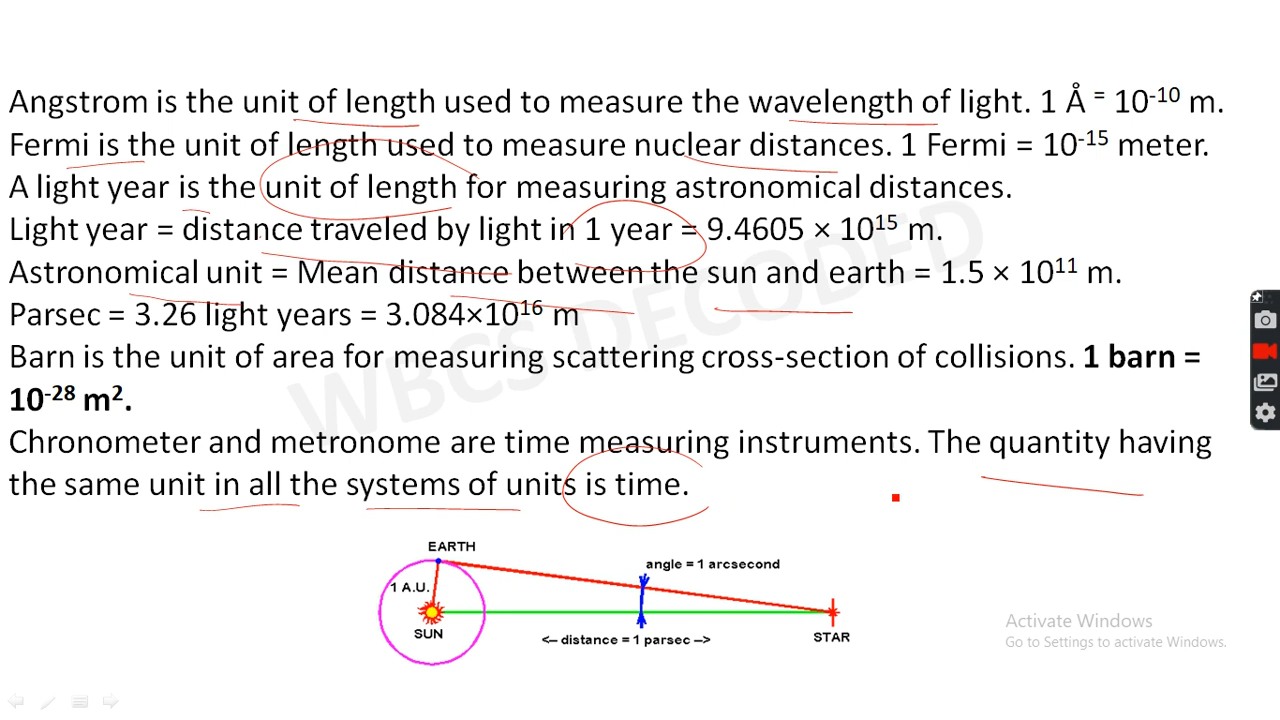 Angstrom is the unit of length used to measure the wavelength of light. 1 Å = 10⁻¹⁰ m.
Fermi is the unit of length used to measure nuclear distances. 1 Fermi = 10⁻¹⁵ meter.
A light year is the unit of length for measuring astronomical distances.
Light year = distance traveled by light in 1 year = 9.4605 × 10¹⁵ m.
Astronomical unit = Mean distance between the sun and earth = 1.5 × 10¹¹ m.
Parsec = 3.26 light years = 3.084×10¹⁶ m
Barn is the unit of area for measuring scattering cross-section of collisions. 1 barn =
10⁻²⁸ m².
Chronometer and metronome are time measuring instruments. The quantity having
the same unit in all the systems of units is time.
WBCS DECODED
EARTH
angle = 1 arcsecond
1 A.U.
SUN
<-- distance = 1 parsec -->
STAR
Activate Windows
Go to Settings to activate Windows.